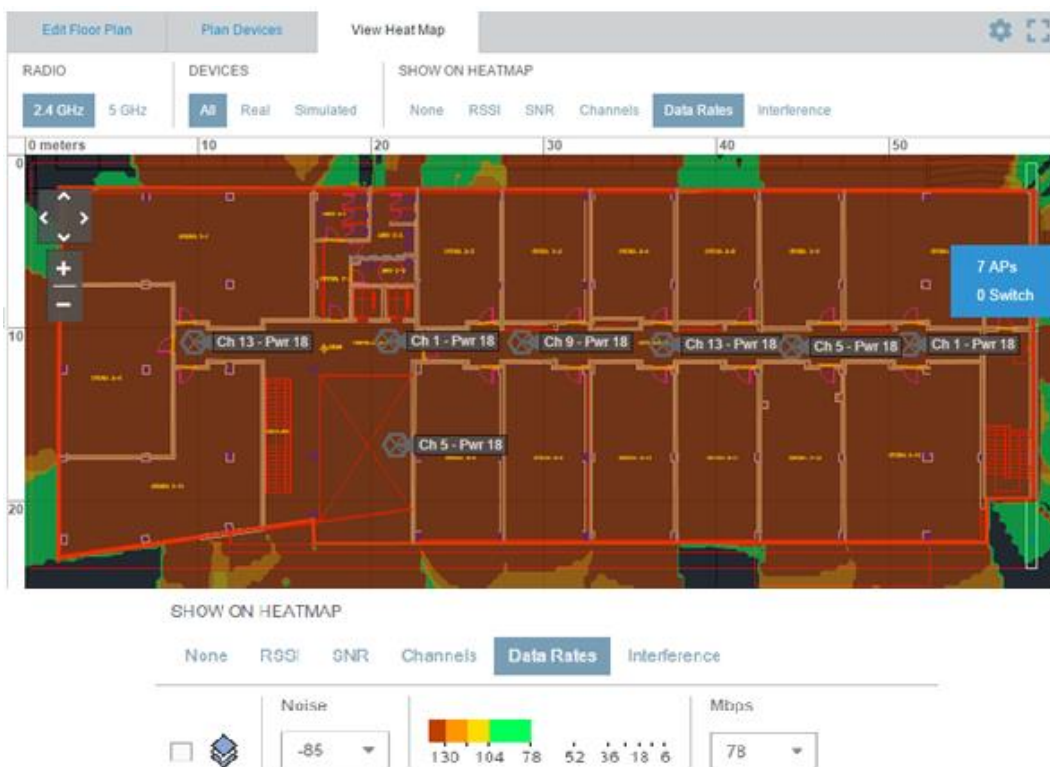 Edit Floor Plan Plan Devices View Heat Map
RADIO DEVICES SHOW ON HEATMAP
2.4 GHz 5 GHz All Real Simulated None RSSI SNR Channels Data Rates Interference
0 meters 10 20 30 40 50
0
7 APs
0 Switch
10
Ch 13 - Pwr 18 Ch 1 - Pwr 18 Ch 9 - Pwr 18 Ch 13 - Pwr 18 Ch 5 - Pwr 18 Ch 1 - Pwr 18
Ch 5 - Pwr 18
20
SHOW ON HEATMAP
None RSSI SNR Channels Data Rates Interference
Noise Mbps
-85 130 104 78 52 36 18 6 78